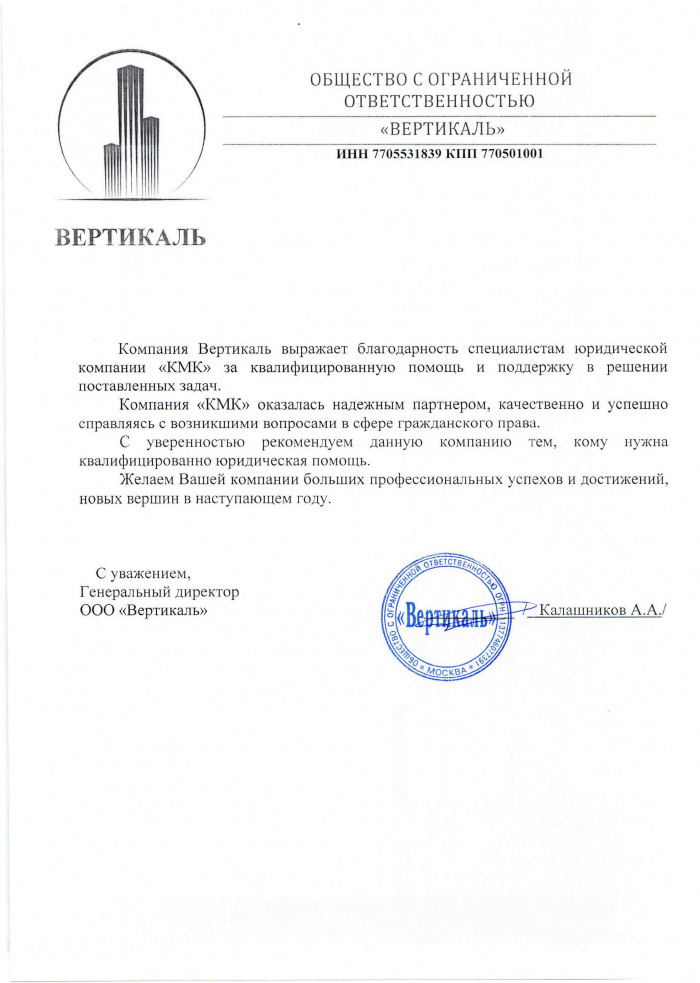 ОБЩЕСТВО С ОГРАНИЧЕННОЙ
ОТВЕТСТВЕННОСТЬЮ
«ВЕРТИКАЛЬ»
ИНН 7705531839 КПП 770501001
ВЕРТИКАЛЬ
Компания Вертикаль выражает благодарность специалистам юридической
компании «КМК» за квалифицированную помощь и поддержку в решении
поставленных задач.
Компания «КМК» оказалась надежным партнером, качественно и успешно
справляясь с возникшими вопросами в сфере гражданского права.
С уверенностью рекомендуем данную компанию тем, кому нужна
квалифицированно юридическая помощь.
Желаем Вашей компании больших профессиональных успехов и достижений,
новых вершин в наступающем году.
С уважением,
Генеральный директор
ООО «Вертикаль»
ОБЩЕСТВО С ОГРАНИЧЕННОЙ ОТВЕТСТВЕННОСТЬЮ ОГРН
«Вертикаль»
* МОСКВА *
Калашников А.А./